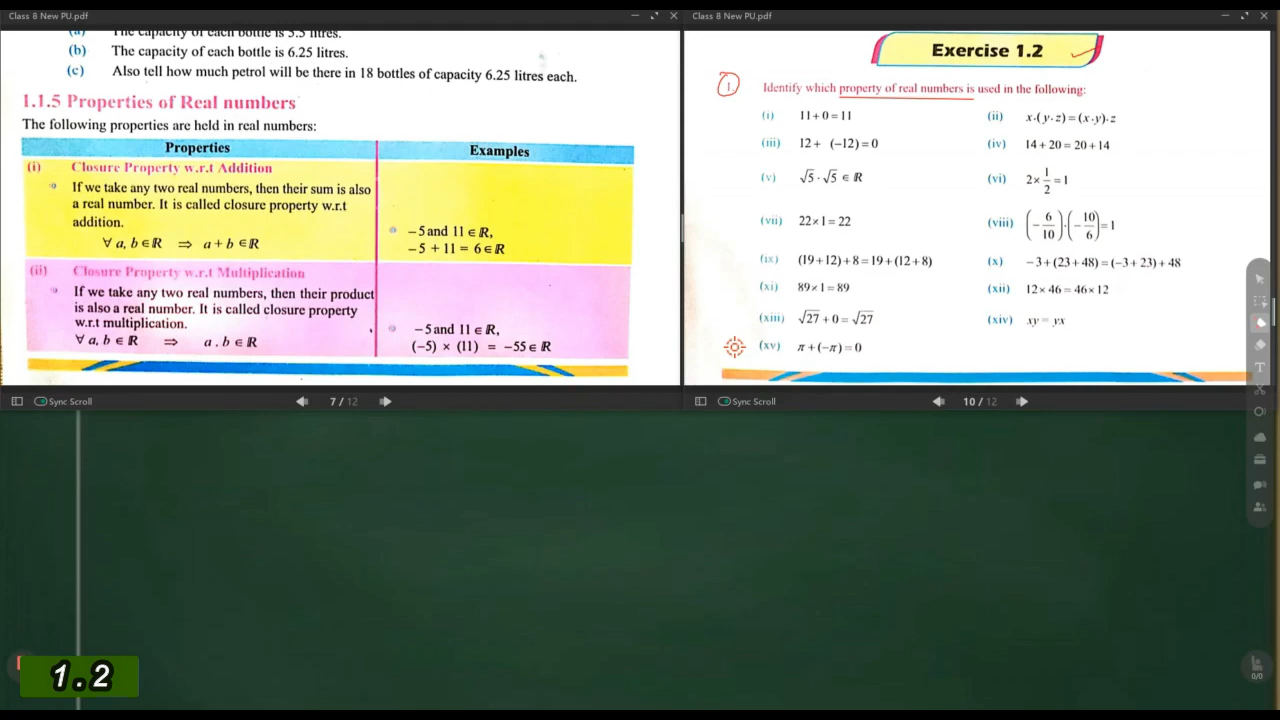 Class 8 New PU.pdf
(a) The capacity of each bottle is 5.5 litres.
(b) The capacity of each bottle is 6.25 litres.
(c) Also tell how much petrol will be there in 18 bottles of capacity 6.25 litres each.
1.1.5 Properties of Real numbers
The following properties are held in real numbers:
Properties Examples
(i) Closure Property w.r.t Addition
If we take any two real numbers, then their sum is also
a real number. It is called closure property w.r.t
addition.
∀ a, b ∈ ℝ ⇒ a + b ∈ ℝ
−5 and 11 ∈ ℝ,
−5 + 11 = 6 ∈ ℝ
(ii) Closure Property w.r.t Multiplication
If we take any two real numbers, then their product
is also a real number. It is called closure property
w.r.t multiplication.
∀ a, b ∈ ℝ ⇒ a . b ∈ ℝ
−5 and 11 ∈ ℝ,
(−5) × (11) = −55 ∈ ℝ
Sync Scroll 7 / 12
Class 8 New PU.pdf
Exercise 1.2
1 Identify which property of real numbers is used in the following:
(i) 11 + 0 = 11 (ii) x·(y·z) = (x·y)·z
(iii) 12 + (−12) = 0 (iv) 14 + 20 = 20 + 14
(v) √5 · √5 ∈ ℝ (vi) 2 × 1/2 = 1
(vii) 22 × 1 = 22 (viii) (−6/10)·(−10/6) = 1
(ix) (19 + 12) + 8 = 19 + (12 + 8) (x) −3 + (23 + 48) = (−3 + 23) + 48
(xi) 89 × 1 = 89 (xii) 12 × 46 = 46 × 12
(xiii) √27 + 0 = √27 (xiv) xy = yx
(xv) π + (−π) = 0
Sync Scroll 10 / 12
1.2
0/0